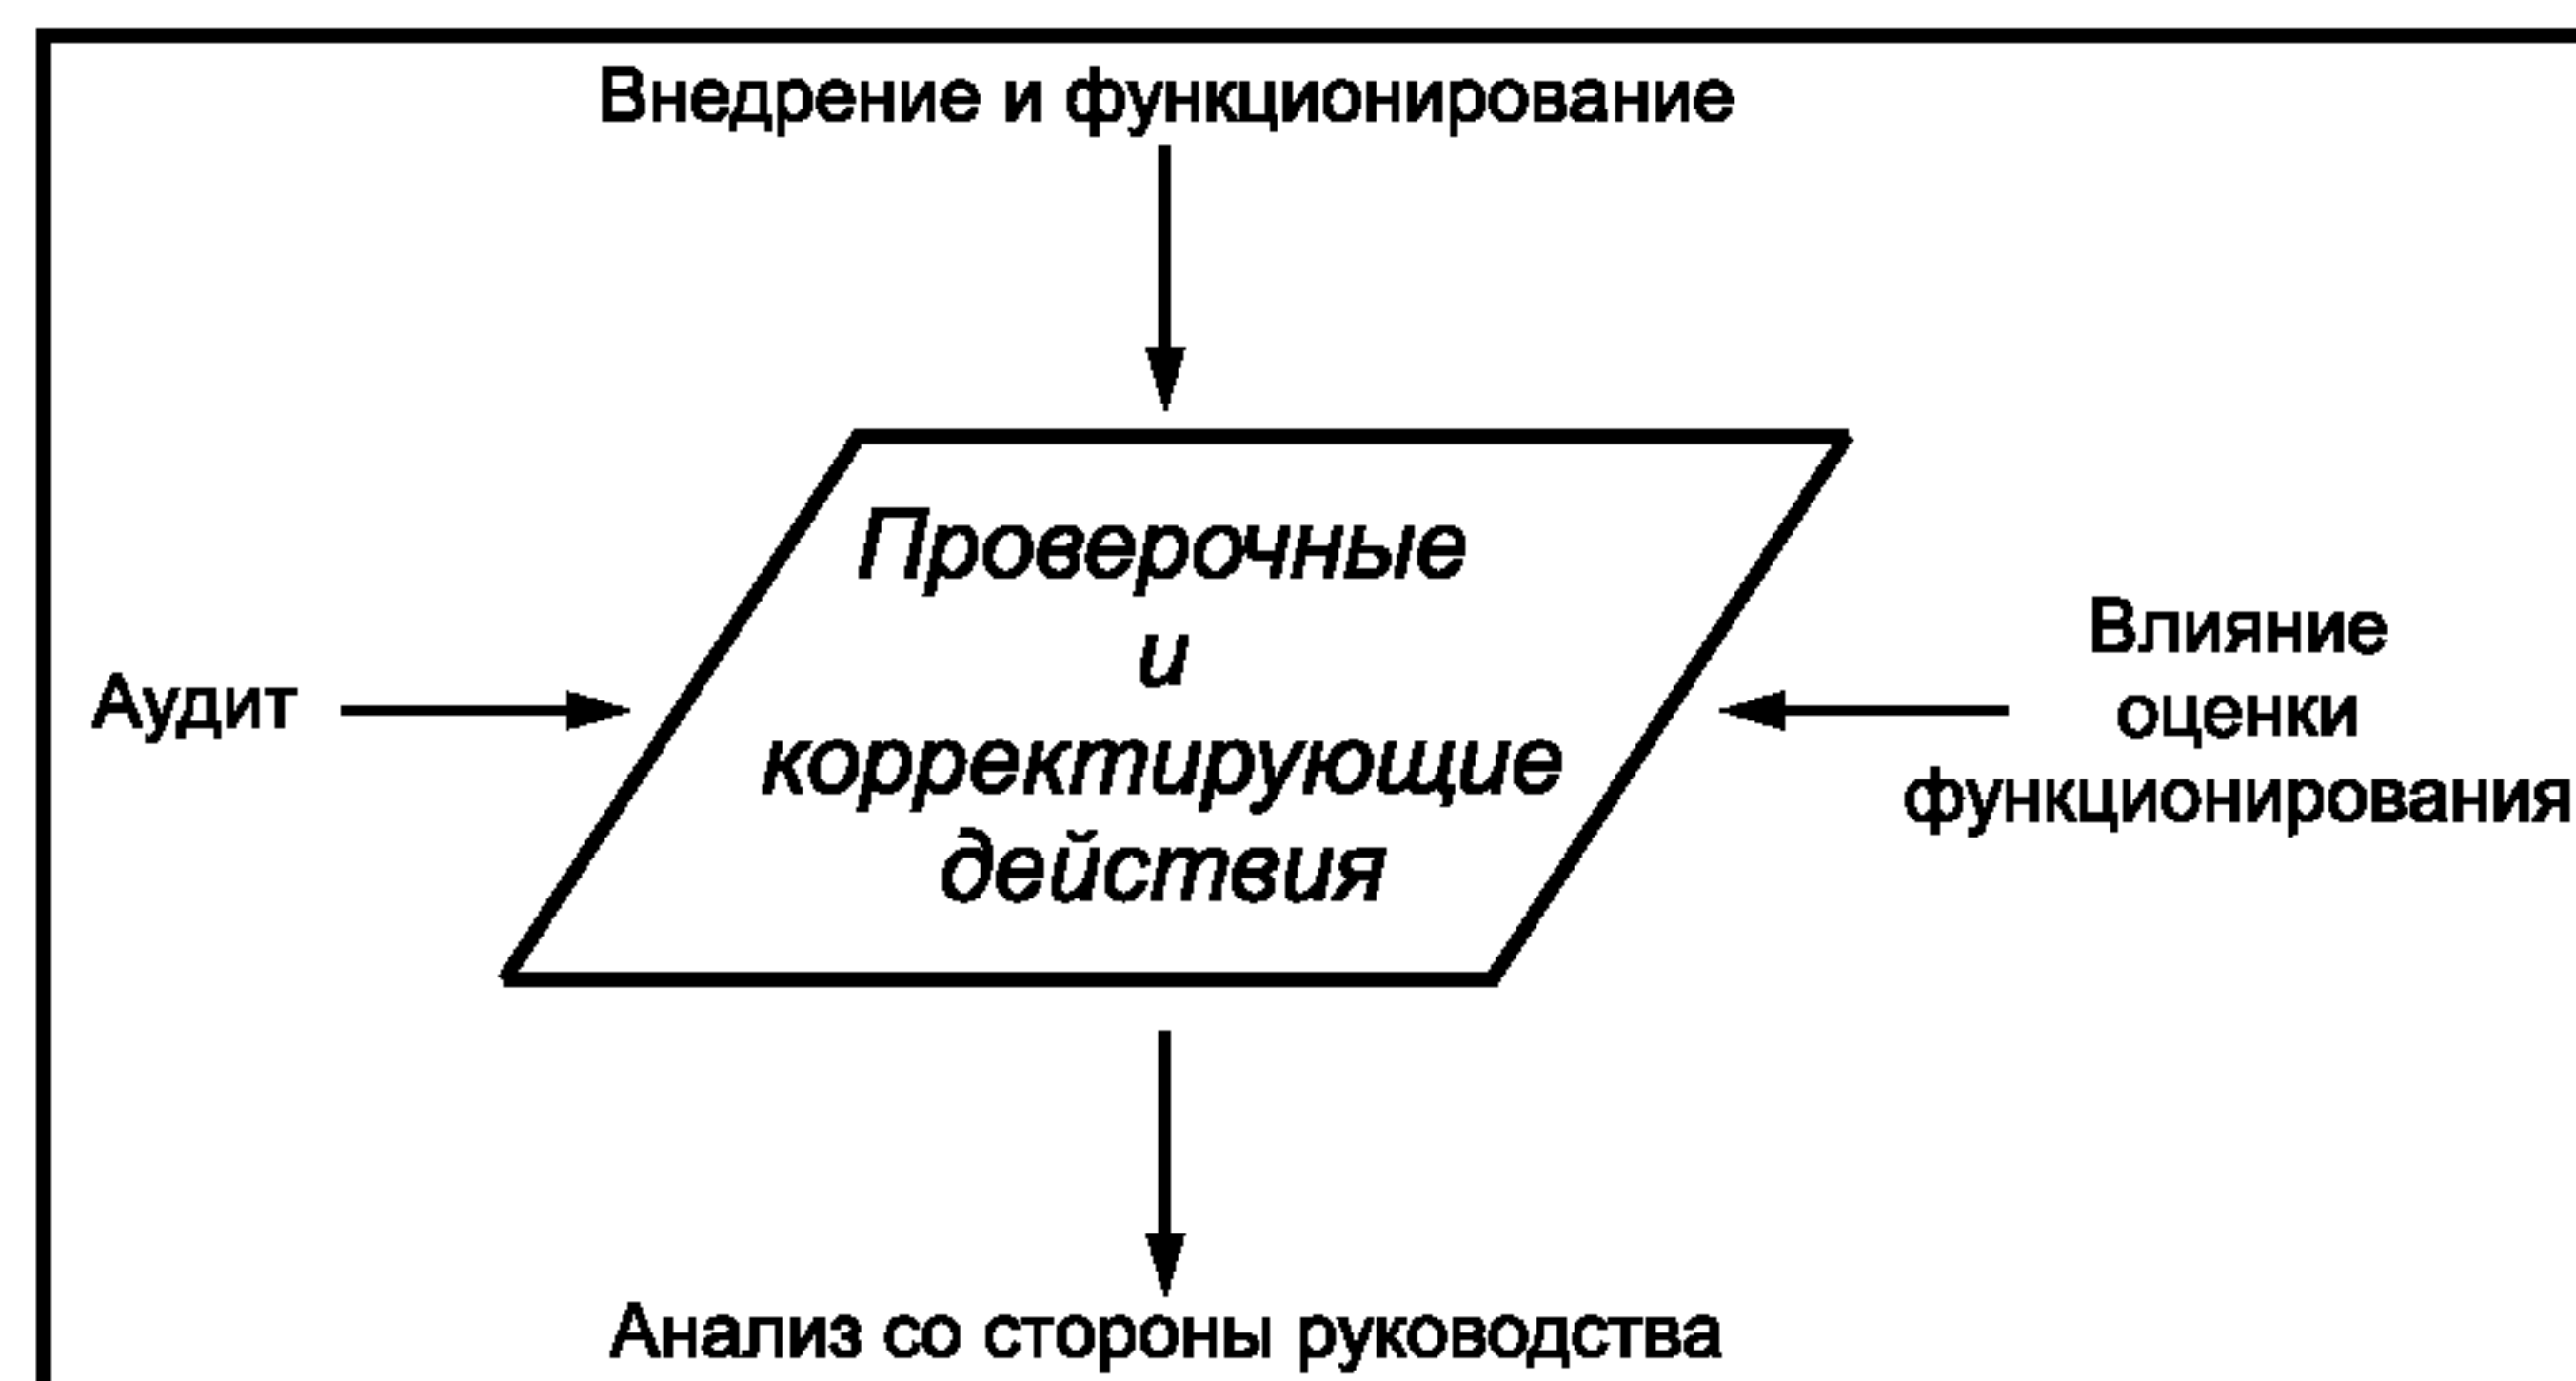 Внедрение и функционирование
Проверочные
и
корректирующие
действия
Аудит
Влияние
оценки
функционирования
Анализ со стороны руководства